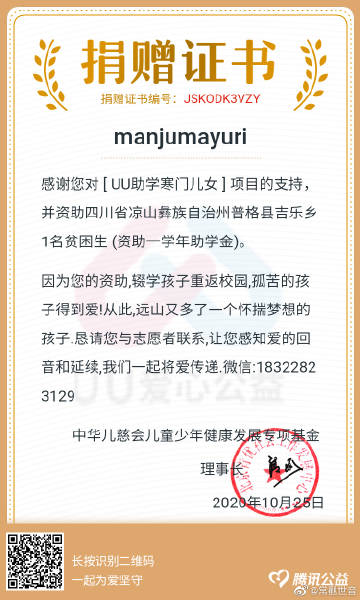 捐赠证书
捐赠证书编号：JSKODK3YZY
manjumayuri
感谢您对 [ UU助学寒门儿女 ] 项目的支持，
并资助四川省凉山彝族自治州普格县吉乐乡
1名贫困生 (资助一学年助学金)。
因为您的资助,辍学孩子重返校园,孤苦的孩
子得到爱!从此,远山又多了一个怀揣梦想的
孩子.恳请您与志愿者联系,让您感知爱的回
音和延续,我们一起将爱传递.微信:18322823
3129
UU爱心公益
中华儿慈会儿童少年健康发展专项基金
理事长
2020年10月25日
长按识别二维码
一起为爱坚守
腾讯公益